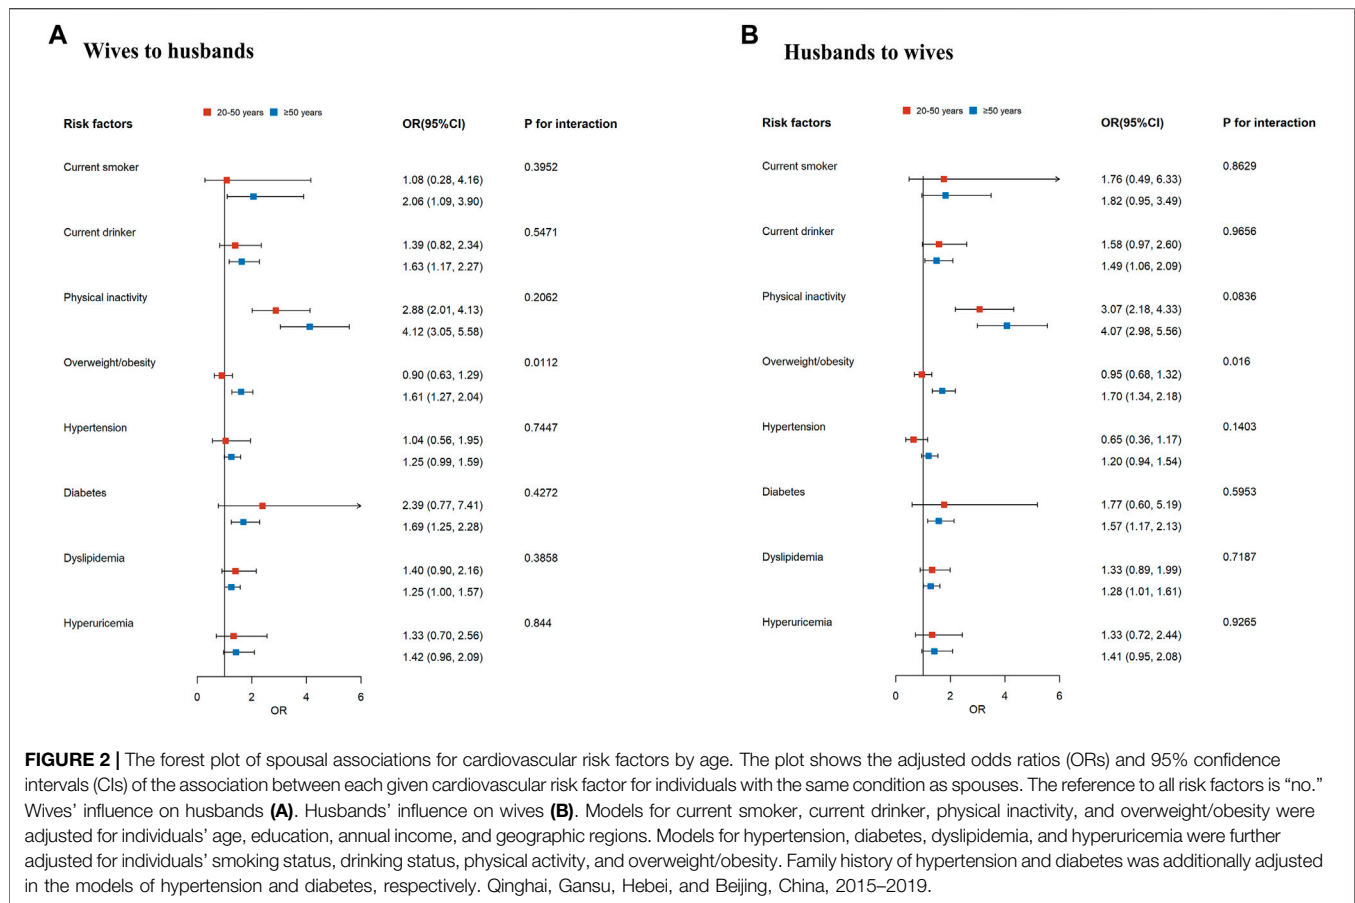 A Wives to husbands
20-50 years ≥50 years
Risk factors OR(95%CI) P for interaction
Current smoker 0.3952
1.08 (0.28, 4.16)
2.06 (1.09, 3.90)
Current drinker 0.5471
1.39 (0.82, 2.34)
1.63 (1.17, 2.27)
Physical inactivity 0.2062
2.88 (2.01, 4.13)
4.12 (3.05, 5.58)
Overweight/obesity 0.0112
0.90 (0.63, 1.29)
1.61 (1.27, 2.04)
Hypertension 0.7447
1.04 (0.56, 1.95)
1.25 (0.99, 1.59)
Diabetes 0.4272
2.39 (0.77, 7.41)
1.69 (1.25, 2.28)
Dyslipidemia 0.3858
1.40 (0.90, 2.16)
1.25 (1.00, 1.57)
Hyperuricemia 0.844
1.33 (0.70, 2.56)
1.42 (0.96, 2.09)
0 2 4 6
OR
B Husbands to wives
20-50 years ≥50 years
Risk factors OR(95%CI) P for interaction
Current smoker 0.8629
1.76 (0.49, 6.33)
1.82 (0.95, 3.49)
Current drinker 0.9656
1.58 (0.97, 2.60)
1.49 (1.06, 2.09)
Physical inactivity 0.0836
3.07 (2.18, 4.33)
4.07 (2.98, 5.56)
Overweight/obesity 0.016
0.95 (0.68, 1.32)
1.70 (1.34, 2.18)
Hypertension 0.1403
0.65 (0.36, 1.17)
1.20 (0.94, 1.54)
Diabetes 0.5953
1.77 (0.60, 5.19)
1.57 (1.17, 2.13)
Dyslipidemia 0.7187
1.33 (0.89, 1.99)
1.28 (1.01, 1.61)
Hyperuricemia 0.9265
1.33 (0.72, 2.44)
1.41 (0.95, 2.08)
0 2 4 6
OR
FIGURE 2 | The forest plot of spousal associations for cardiovascular risk factors by age. The plot shows the adjusted odds ratios (ORs) and 95% confidence
intervals (CIs) of the association between each given cardiovascular risk factor for individuals with the same condition as spouses. The reference to all risk factors is “no.”
Wives’ influence on husbands (A). Husbands’ influence on wives (B). Models for current smoker, current drinker, physical inactivity, and overweight/obesity were
adjusted for individuals’ age, education, annual income, and geographic regions. Models for hypertension, diabetes, dyslipidemia, and hyperuricemia were further
adjusted for individuals’ smoking status, drinking status, physical activity, and overweight/obesity. Family history of hypertension and diabetes was additionally adjusted
in the models of hypertension and diabetes, respectively. Qinghai, Gansu, Hebei, and Beijing, China, 2015–2019.